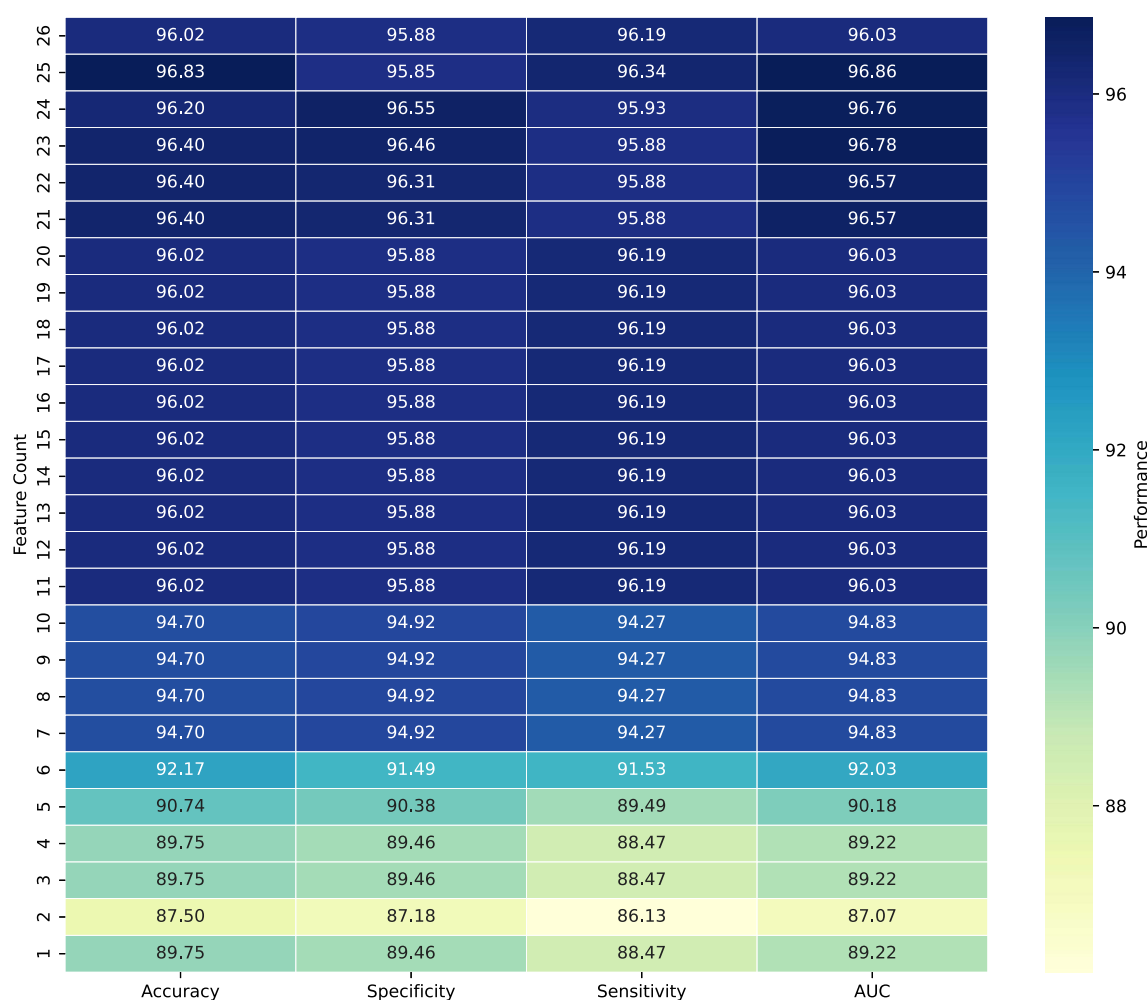 26 96.02 95.88 96.19 96.03
25 96.83 95.85 96.34 96.86
24 96.20 96.55 95.93 96.76
23 96.40 96.46 95.88 96.78
22 96.40 96.31 95.88 96.57
21 96.40 96.31 95.88 96.57
20 96.02 95.88 96.19 96.03
19 96.02 95.88 96.19 96.03
18 96.02 95.88 96.19 96.03
17 96.02 95.88 96.19 96.03
16 96.02 95.88 96.19 96.03
15 96.02 95.88 96.19 96.03
14 96.02 95.88 96.19 96.03
13 96.02 95.88 96.19 96.03
12 96.02 95.88 96.19 96.03
11 96.02 95.88 96.19 96.03
10 94.70 94.92 94.27 94.83
9 94.70 94.92 94.27 94.83
8 94.70 94.92 94.27 94.83
7 94.70 94.92 94.27 94.83
6 92.17 91.49 91.53 92.03
5 90.74 90.38 89.49 90.18
4 89.75 89.46 88.47 89.22
3 89.75 89.46 88.47 89.22
2 87.50 87.18 86.13 87.07
1 89.75 89.46 88.47 89.22
Accuracy Specificity Sensitivity AUC
Feature Count
96
94
92
90
88
Performance